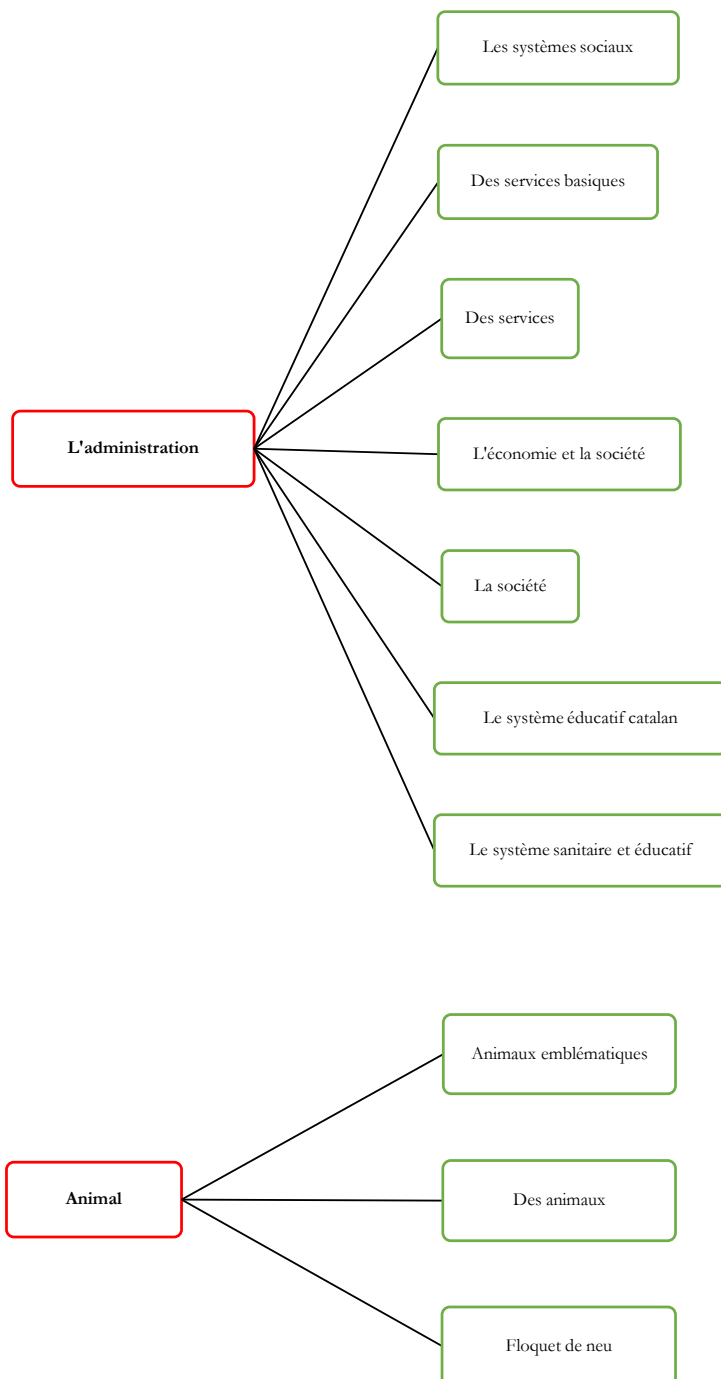 Les systèmes sociaux
Des services basiques
Des services
L'administration
L'économie et la société
La société
Le système éducatif catalan
Le système sanitaire et éducatif
Animaux emblématiques
Animal
Des animaux
Floquet de neu